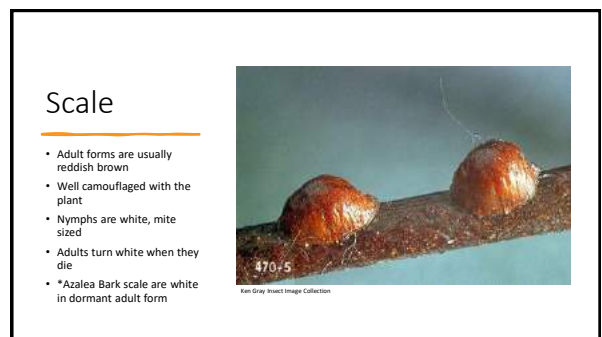 Scale
• Adult forms are usually
reddish brown
• Well camouflaged with the
plant
• Nymphs are white, mite
sized
• Adults turn white when they
die
• *Azalea Bark scale are white
in dormant adult form
470-5
Ken Gray Insect Image Collection